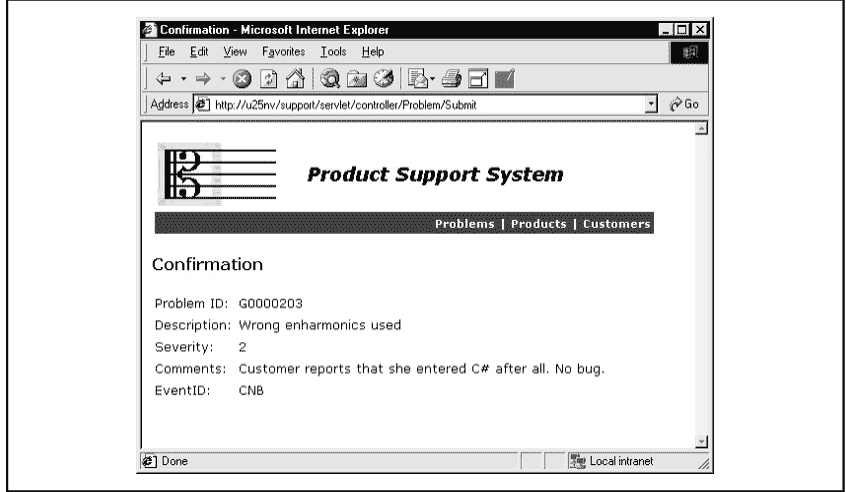 Confirmation - Microsoft Internet Explorer
File Edit View Favorites Tools Help
Address http://u25nv/support/servlet/controller/Problem/Submit Go
Product Support System
Problems | Products | Customers
Confirmation
Problem ID: G0000203
Description: Wrong enharmonics used
Severity: 2
Comments: Customer reports that she entered C# after all. No bug.
EventID: CNB
Done Local intranet